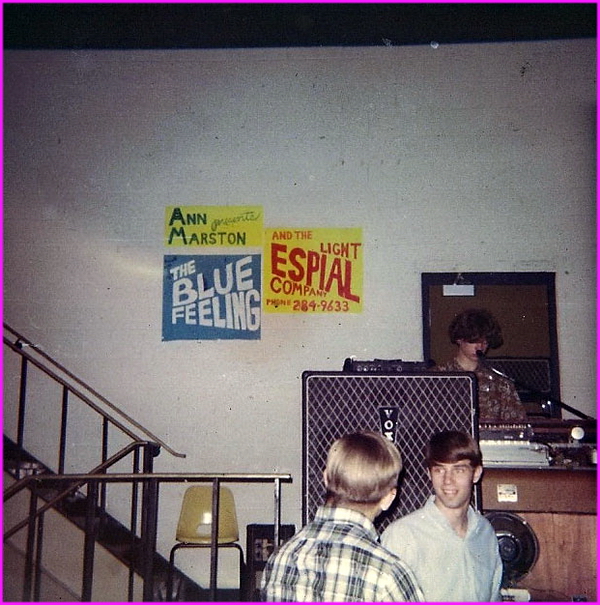 ANN presents
MARSTON
THE
BLUE
FEELING
AND THE
LIGHT
ESPIAL
COMPANY
PHONE 284-9633
VOX